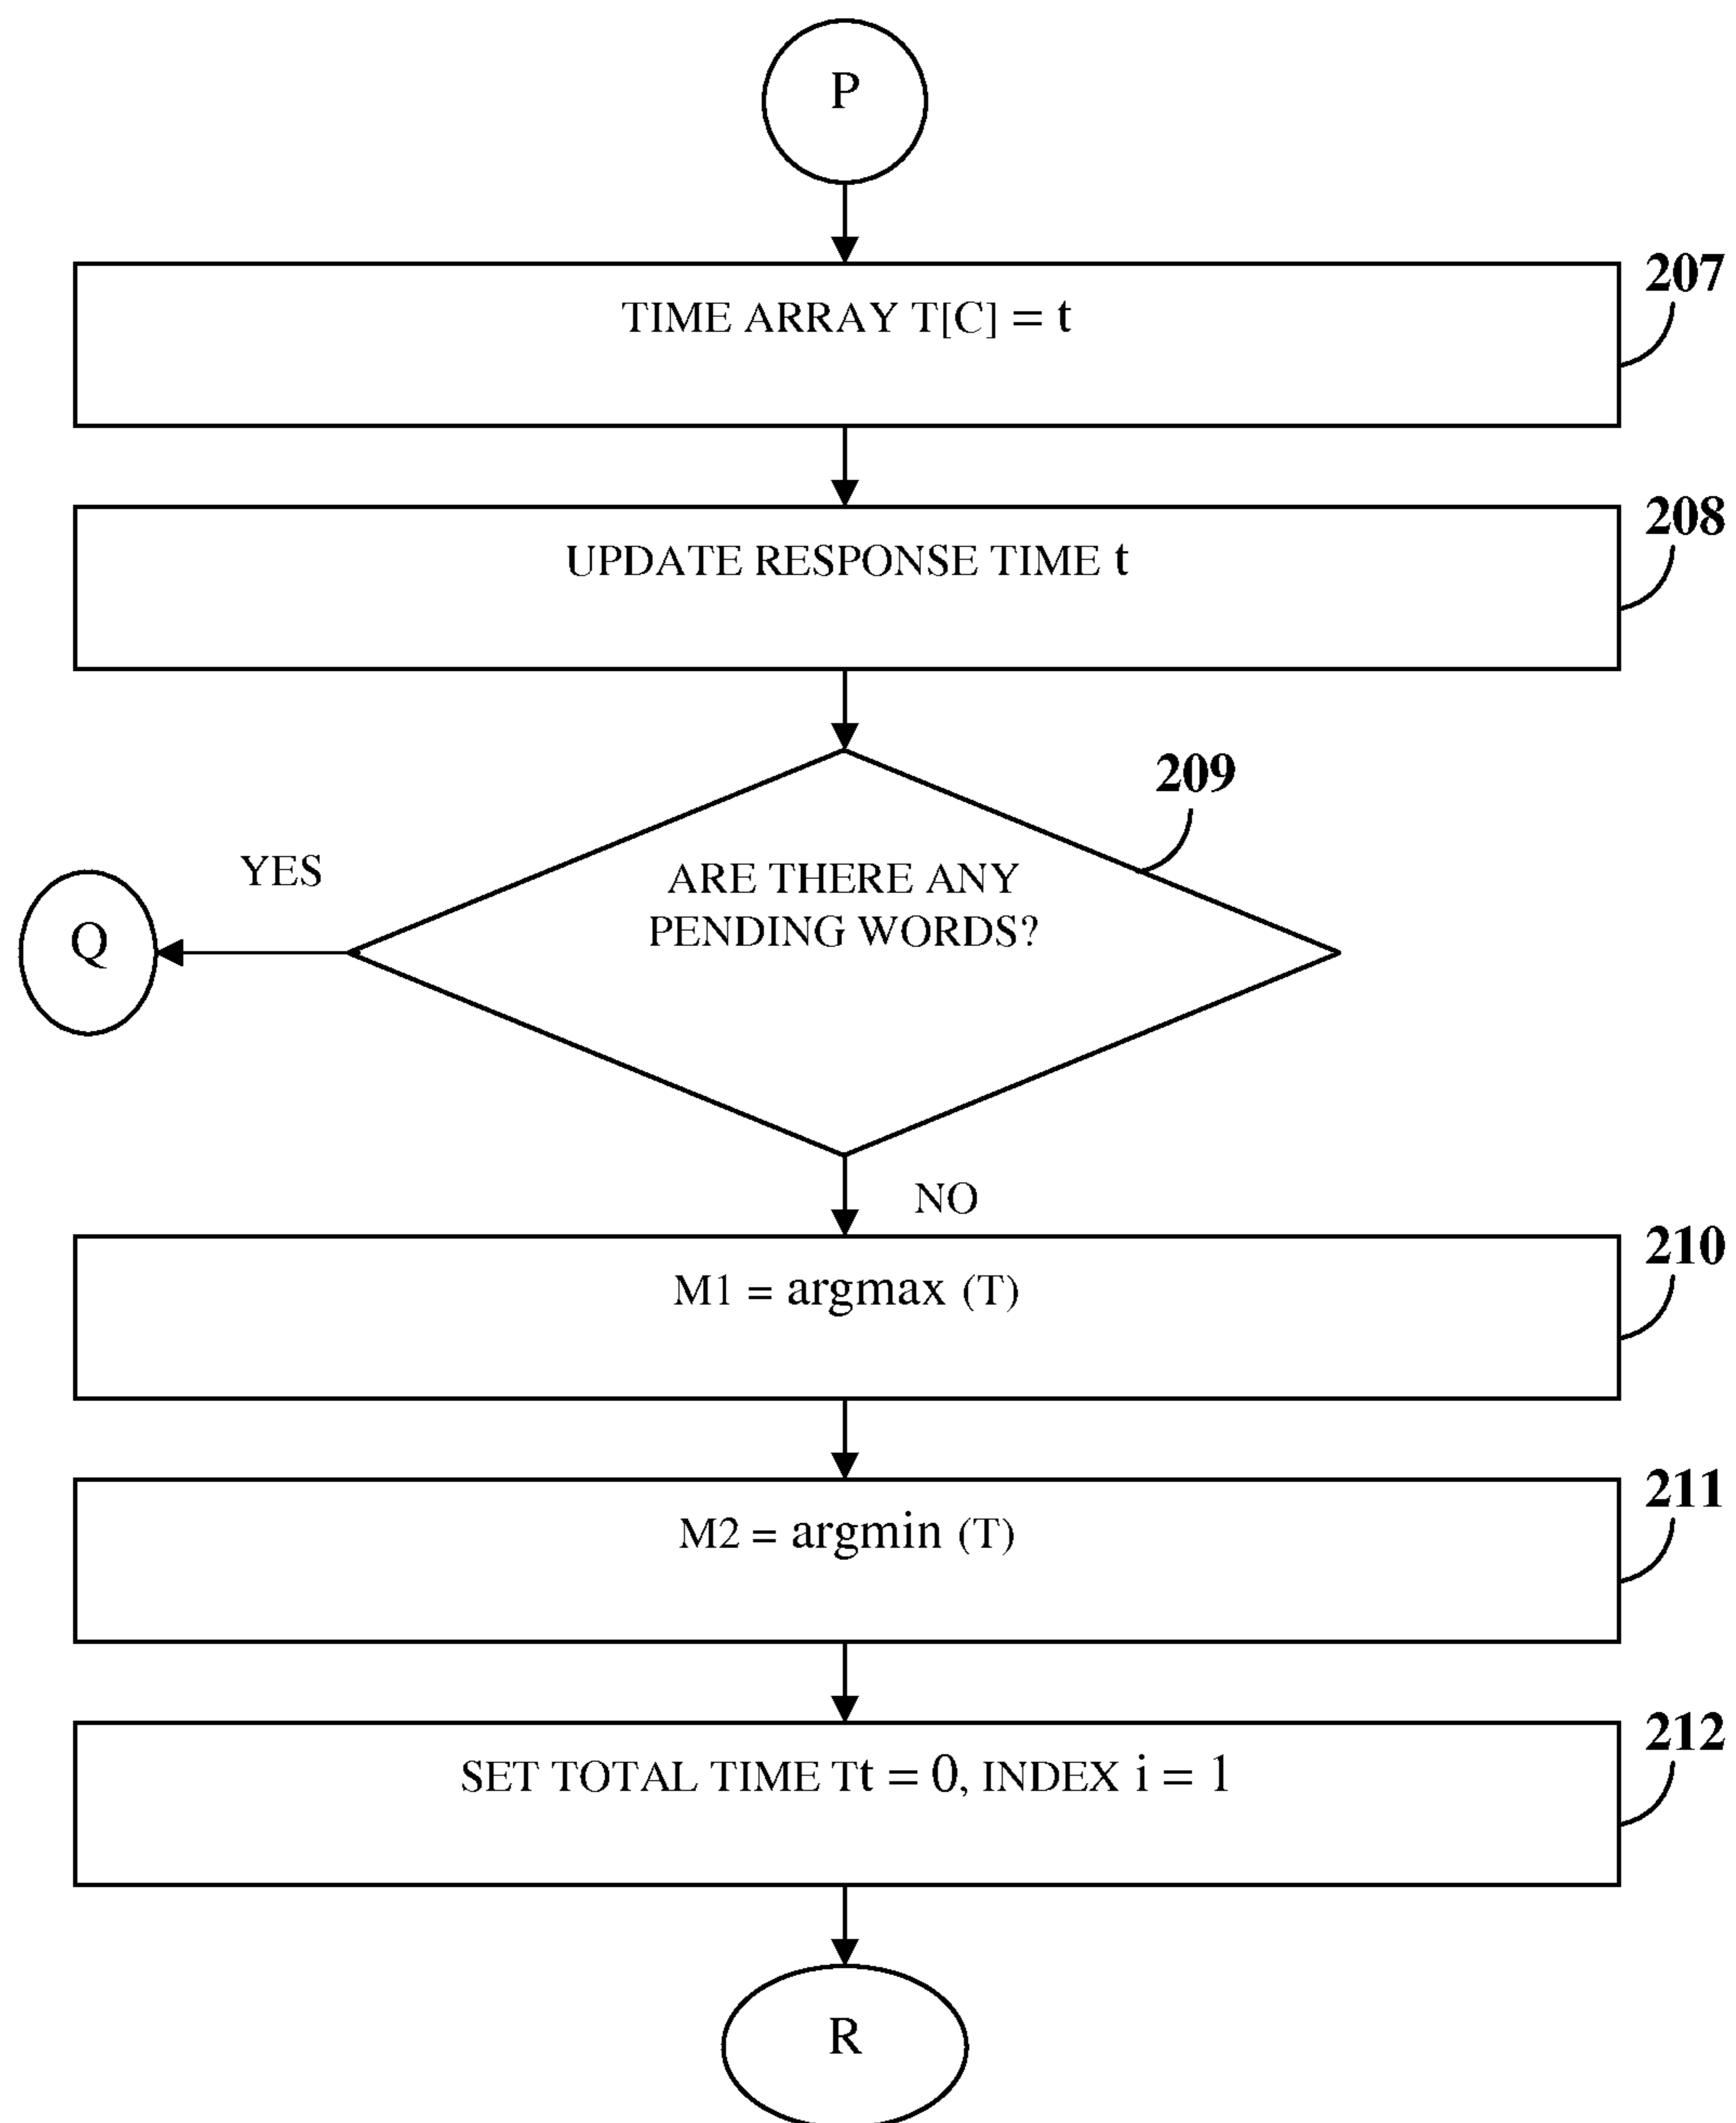 P
207
TIME ARRAY T[C] = t
208
UPDATE RESPONSE TIME t
209
YES
ARE THERE ANY
PENDING WORDS?
Q
NO
210
M1 = argmax (T)
211
M2 = argmin (T)
212
SET TOTAL TIME Tt = 0, INDEX i = 1
R